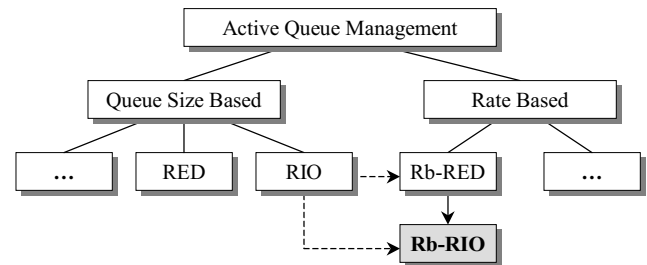 Active Queue Management
Queue Size Based
Rate Based
...
RED
RIO
Rb-RED
...
Rb-RIO